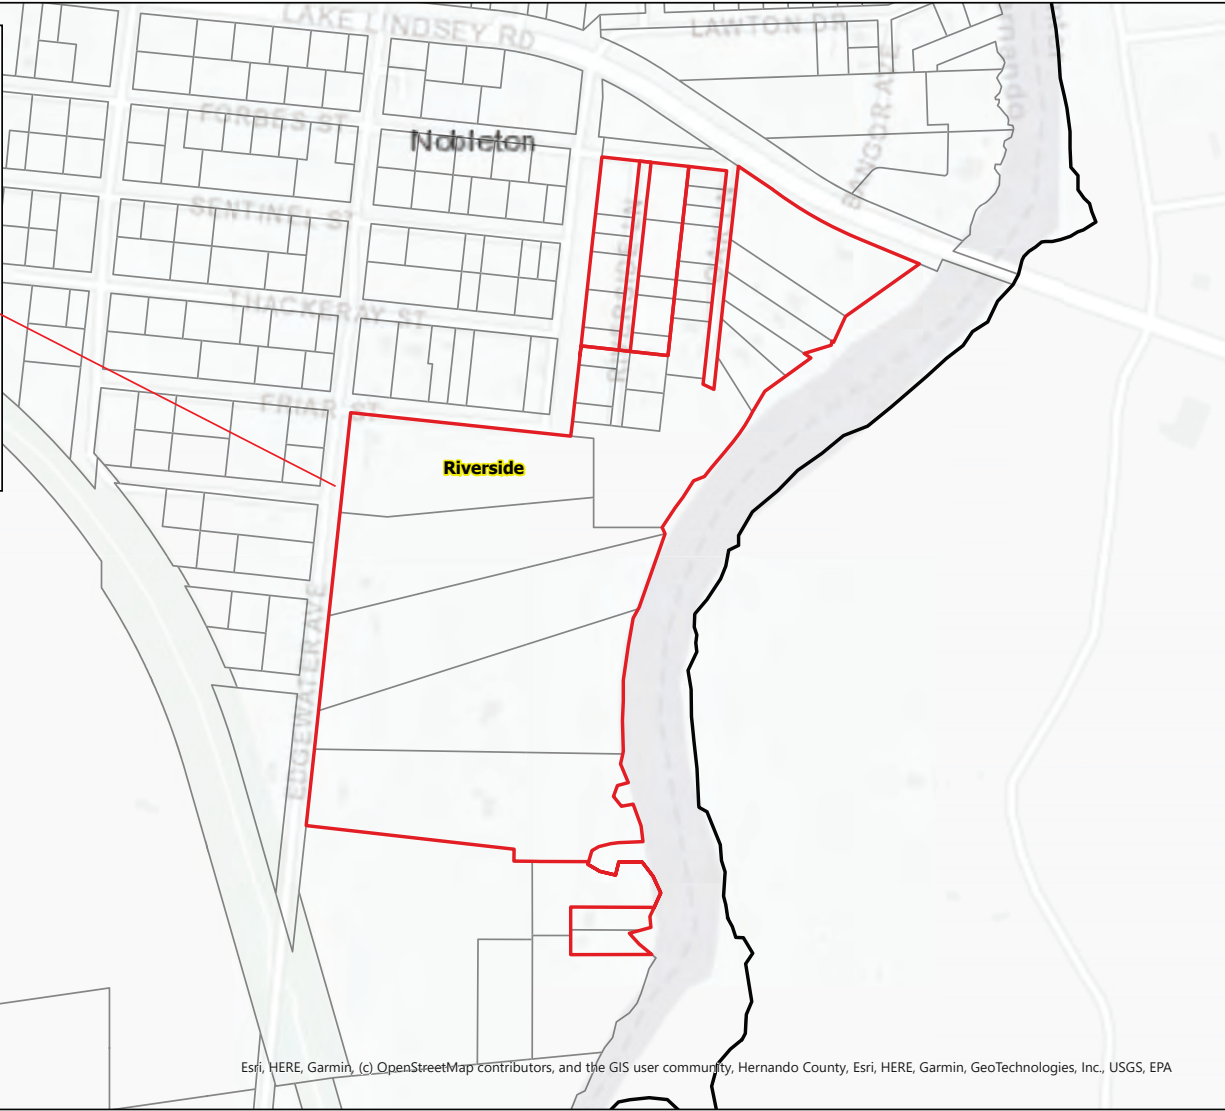 LAKE LINDSEY RD
LAWTON DR
FORBES ST
Nobleton
BANGOR AVE
SENTINEL ST
THACKERAY ST
FRIAR ST
Riverside
EDGEWATER AVE
Esri, HERE, Garmin, (c) OpenStreetMap contributors, and the GIS user community, Hernando County, Esri, HERE, Garmin, GeoTechnologies, Inc., USGS, EPA